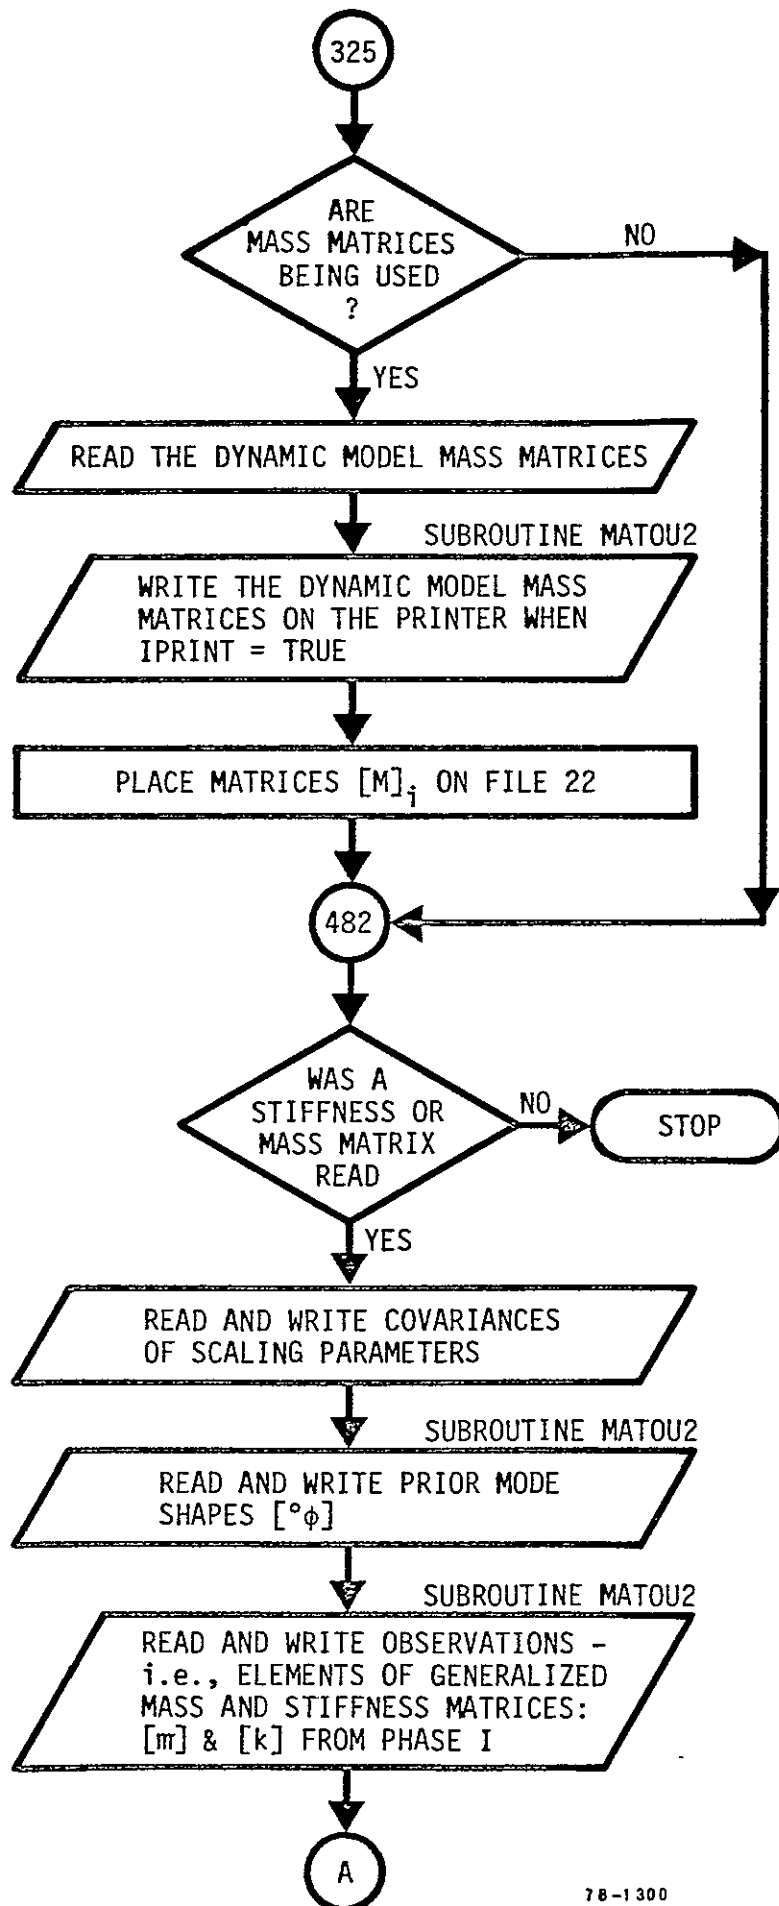 325
ARE
MASS MATRICES
BEING USED
?
NO
YES
READ THE DYNAMIC MODEL MASS MATRICES
SUBROUTINE MATOU2
WRITE THE DYNAMIC MODEL MASS
MATRICES ON THE PRINTER WHEN
IPRINT = TRUE
PLACE MATRICES [M]i ON FILE 22
482
WAS A
STIFFNESS OR
MASS MATRIX
READ
NO
STOP
YES
READ AND WRITE COVARIANCES
OF SCALING PARAMETERS
SUBROUTINE MATOU2
READ AND WRITE PRIOR MODE
SHAPES [°ϕ]
SUBROUTINE MATOU2
READ AND WRITE OBSERVATIONS –
i.e., ELEMENTS OF GENERALIZED
MASS AND STIFFNESS MATRICES:
[m] & [k] FROM PHASE I
A
78-1300